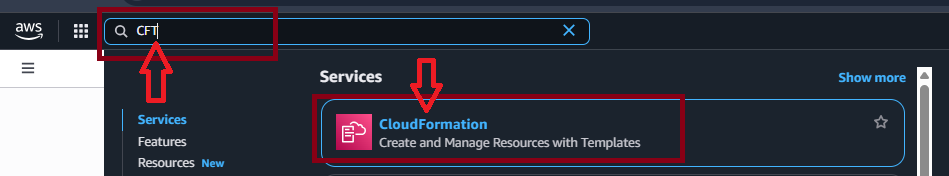 aws
CFT
Services
Show more
Services
Features
Resources New
CloudFormation
Create and Manage Resources with Templates